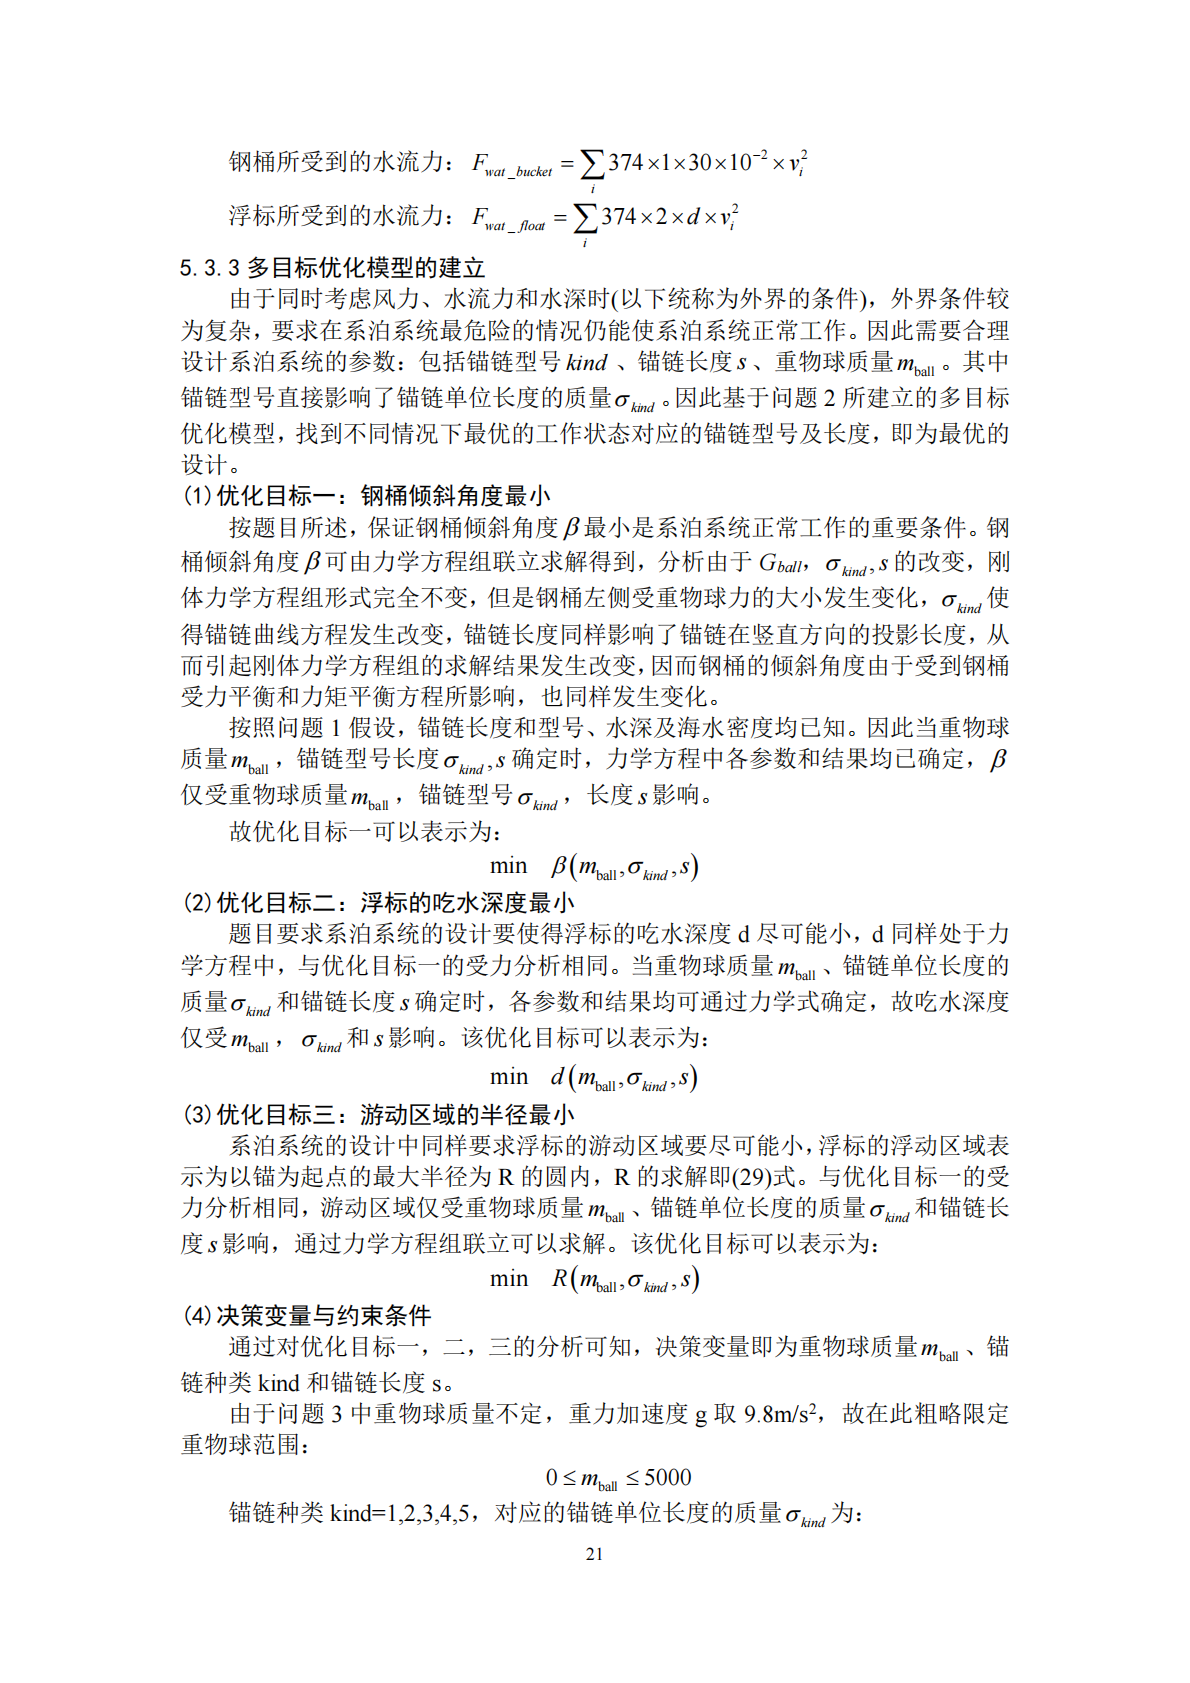 钢桶所受到的水流力：F_{wat_bucket} = ∑_i 374×1×30×10^{-2}×v_i^2
浮标所受到的水流力：F_{wat_float} = ∑_i 374×2×d×v_i^2
5.3.3 多目标优化模型的建立
由于同时考虑风力、水流力和水深时(以下统称为外界的条件)，外界条件较
为复杂，要求在系泊系统最危险的情况仍能使系泊系统正常工作。因此需要合理
设计系泊系统的参数：包括锚链型号 kind 、锚链长度 s 、重物球质量 m_{ball} 。其中
锚链型号直接影响了锚链单位长度的质量 σ_{kind} 。因此基于问题 2 所建立的多目标
优化模型，找到不同情况下最优的工作状态对应的锚链型号及长度，即为最优的
设计。
(1)优化目标一：钢桶倾斜角度最小
按题目所述，保证钢桶倾斜角度 β 最小是系泊系统正常工作的重要条件。钢
桶倾斜角度 β 可由力学方程组联立求解得到，分析由于 G_{ball}，σ_{kind}, s 的改变，刚
体力学方程组形式完全不变，但是钢桶左侧受重物球力的大小发生变化，σ_{kind} 使
得锚链曲线方程发生改变，锚链长度同样影响了锚链在竖直方向的投影长度，从
而引起刚体力学方程组的求解结果发生改变，因而钢桶的倾斜角度由于受到钢桶
受力平衡和力矩平衡方程所影响，也同样发生变化。
按照问题 1 假设，锚链长度和型号、水深及海水密度均已知。因此当重物球
质量 m_{ball} ，锚链型号长度 σ_{kind}, s 确定时，力学方程中各参数和结果均已确定，β
仅受重物球质量 m_{ball} ，锚链型号 σ_{kind} ，长度 s 影响。
故优化目标一可以表示为：
min β(m_{ball}, σ_{kind}, s)
(2)优化目标二：浮标的吃水深度最小
题目要求系泊系统的设计要使得浮标的吃水深度 d 尽可能小，d 同样处于力
学方程中，与优化目标一的受力分析相同。当重物球质量 m_{ball} 、锚链单位长度的
质量 σ_{kind} 和锚链长度 s 确定时，各参数和结果均可通过力学式确定，故吃水深度
仅受 m_{ball} ，σ_{kind} 和 s 影响。该优化目标可以表示为：
min d(m_{ball}, σ_{kind}, s)
(3)优化目标三：游动区域的半径最小
系泊系统的设计中同样要求浮标的游动区域要尽可能小，浮标的浮动区域表
示为以锚为起点的最大半径为 R 的圆内，R 的求解即(29)式。与优化目标一的受
力分析相同，游动区域仅受重物球质量 m_{ball} 、锚链单位长度的质量 σ_{kind} 和锚链长
度 s 影响，通过力学方程组联立可以求解。该优化目标可以表示为：
min R(m_{ball}, σ_{kind}, s)
(4)决策变量与约束条件
通过对优化目标一，二，三的分析可知，决策变量即为重物球质量 m_{ball} 、锚
链种类 kind 和锚链长度 s。
由于问题 3 中重物球质量不定，重力加速度 g 取 9.8m/s²，故在此粗略限定
重物球范围：
0 ≤ m_{ball} ≤ 5000
锚链种类 kind=1,2,3,4,5，对应的锚链单位长度的质量 σ_{kind} 为：
21